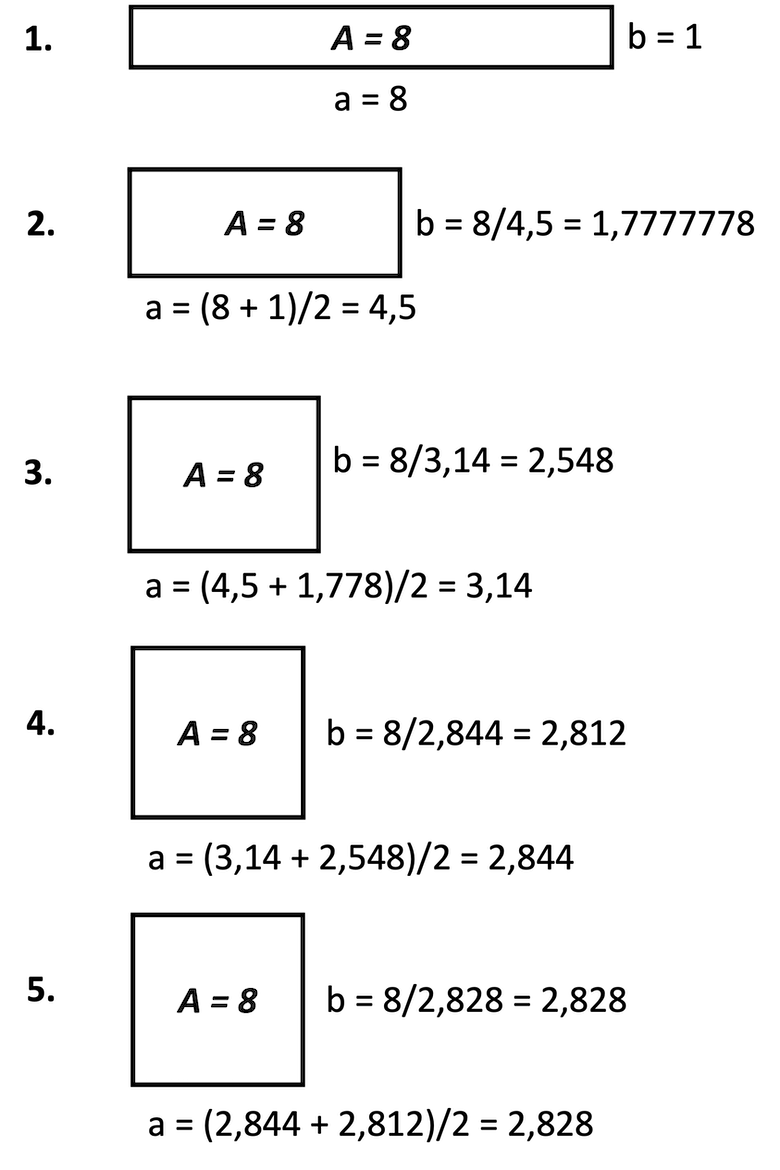 1. A = 8 b = 1
a = 8
2. A = 8 b = 8/4,5 = 1,7777778
a = (8 + 1)/2 = 4,5
3. A = 8 b = 8/3,14 = 2,548
a = (4,5 + 1,778)/2 = 3,14
4. A = 8 b = 8/2,844 = 2,812
a = (3,14 + 2,548)/2 = 2,844
5. A = 8 b = 8/2,828 = 2,828
a = (2,844 + 2,812)/2 = 2,828